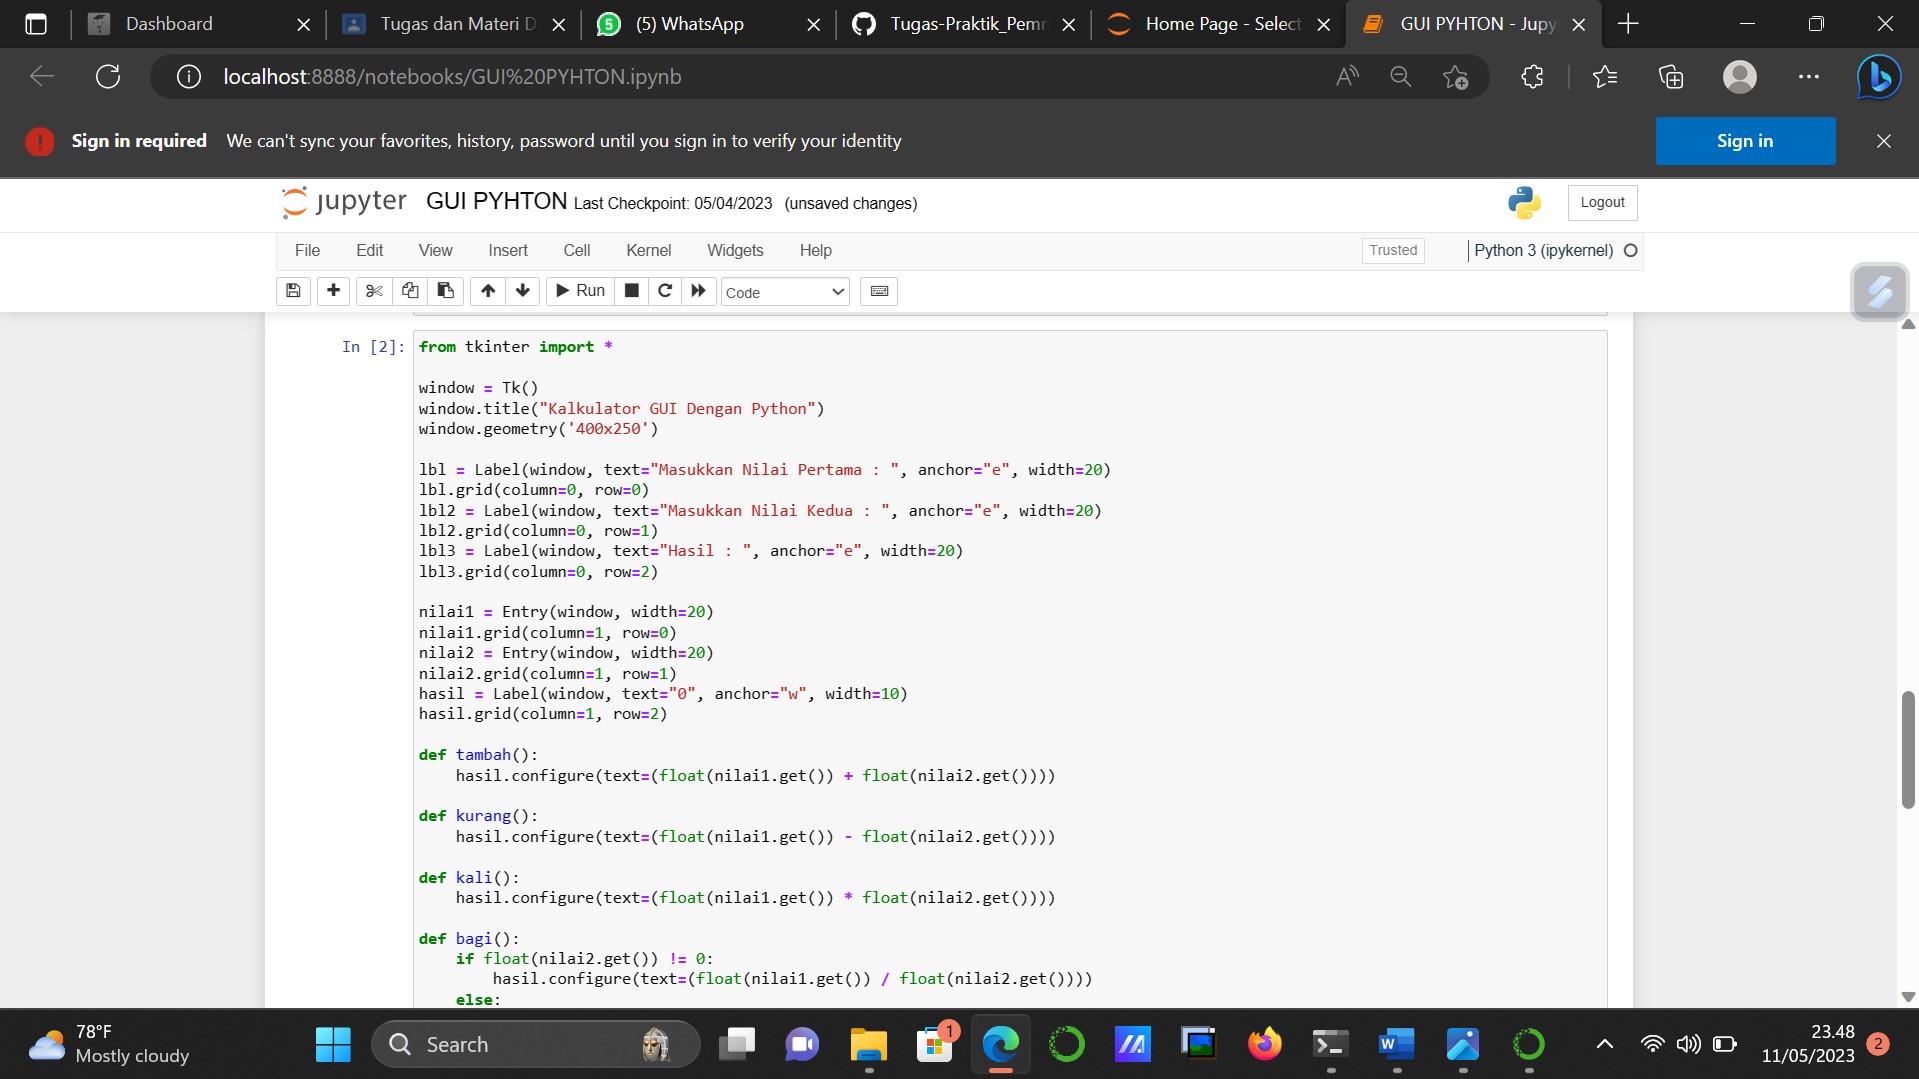 Dashboard
Tugas dan Materi D
(5) WhatsApp
Tugas-Praktik_Pemr
Home Page - Select
GUI PYHTON - Jupy
localhost:8888/notebooks/GUI%20PYHTON.ipynb
Sign in required We can't sync your favorites, history, password until you sign in to verify your identity
Sign in
jupyter GUI PYHTON Last Checkpoint: 05/04/2023 (unsaved changes)
Logout
File Edit View Insert Cell Kernel Widgets Help
Trusted
Python 3 (ipykernel)
Run
Code
In [2]:
from tkinter import *

window = Tk()
window.title("Kalkulator GUI Dengan Python")
window.geometry('400x250')

lbl = Label(window, text="Masukkan Nilai Pertama : ", anchor="e", width=20)
lbl.grid(column=0, row=0)
lbl2 = Label(window, text="Masukkan Nilai Kedua : ", anchor="e", width=20)
lbl2.grid(column=0, row=1)
lbl3 = Label(window, text="Hasil : ", anchor="e", width=20)
lbl3.grid(column=0, row=2)

nilai1 = Entry(window, width=20)
nilai1.grid(column=1, row=0)
nilai2 = Entry(window, width=20)
nilai2.grid(column=1, row=1)
hasil = Label(window, text="0", anchor="w", width=10)
hasil.grid(column=1, row=2)

def tambah():
    hasil.configure(text=(float(nilai1.get()) + float(nilai2.get())))

def kurang():
    hasil.configure(text=(float(nilai1.get()) - float(nilai2.get())))

def kali():
    hasil.configure(text=(float(nilai1.get()) * float(nilai2.get())))

def bagi():
    if float(nilai2.get()) != 0:
        hasil.configure(text=(float(nilai1.get()) / float(nilai2.get())))
    else:
78°F
Mostly cloudy
Search
1
23.48
11/05/2023
2